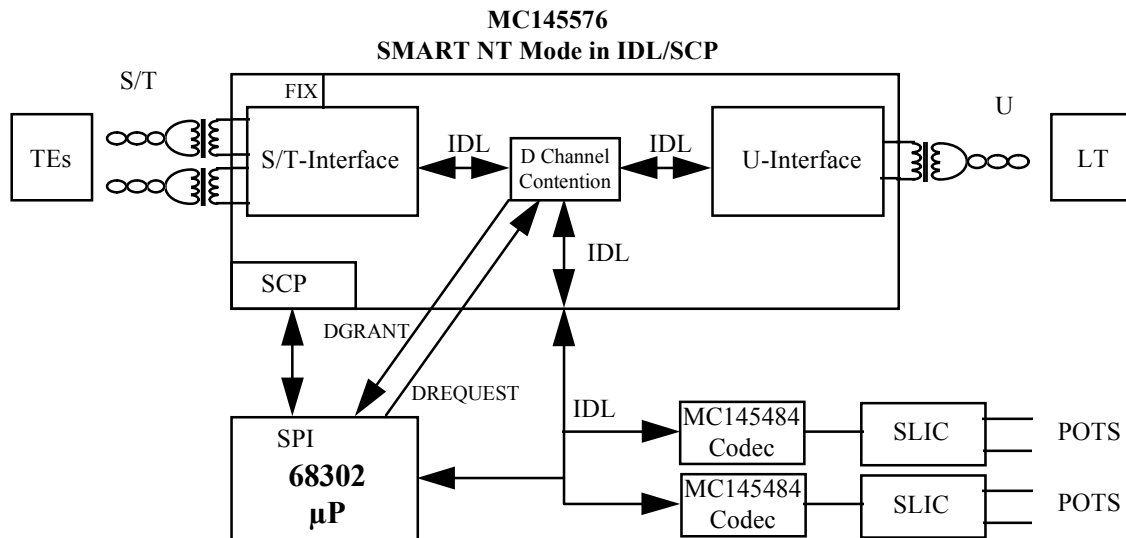 MC145576
SMART NT Mode in IDL/SCP
S/T
FIX
U
TEs
S/T-Interface
IDL
D Channel
Contention
IDL
U-Interface
LT
IDL
SCP
DGRANT
DREQUEST
IDL
SPI
68302
µP
MC145484
Codec
SLIC
POTS
MC145484
Codec
SLIC
POTS